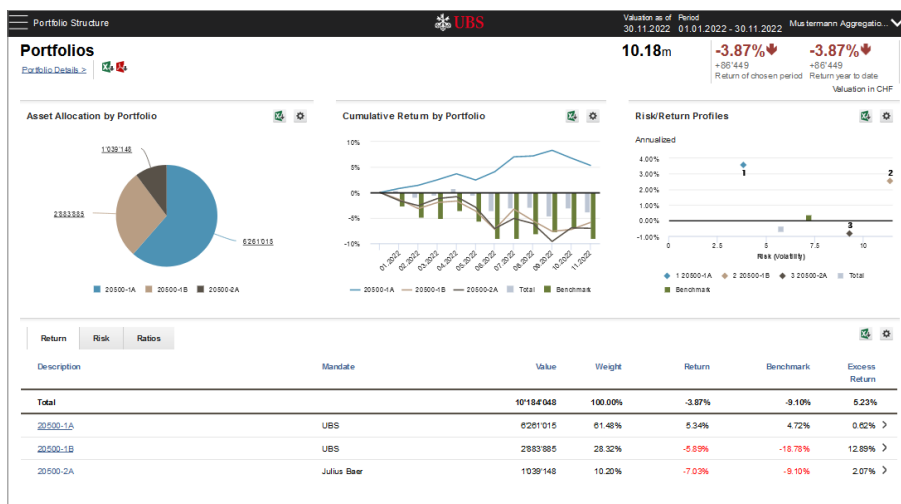 Portfolio Structure
UBS
Valuation as of Period
30.11.2022 01.01.2022 - 30.11.2022
Mustermann Aggregatio...
Portfolios
Portfolio Details >
10.18m
-3.87%
+86'449
Return of chosen period
-3.87%
+86'449
Return year to date
Valuation in CHF
Asset Allocation by Portfolio
1'039'148
2'883'885
6'261'015
20500-1A 20500-1B 20500-2A
Cumulative Return by Portfolio
10%
5%
0%
-5%
-10%
01.2022 02.2022 03.2022 04.2022 05.2022 06.2022 07.2022 08.2022 09.2022 10.2022 11.2022
20500-1A 20500-1B 20500-2A Total Benchmark
Risk/Return Profiles
Annualized
4.00%
3.00%
2.00%
1.00%
0.00%
-1.00%
1
2
3
0 2.5 5 7.5 10
Risk (Volatility)
1 20500-1A 2 20500-1B 3 20500-2A Total
Benchmark
Return Risk Ratios
Description Mandate Value Weight Return Benchmark Excess Return
Total 10'184'048 100.00% -3.87% -9.10% 5.23%
20500-1A UBS 6'261'015 61.48% 5.34% 4.72% 0.62% >
20500-1B UBS 2'883'885 28.32% -5.89% -18.78% 12.89% >
20500-2A Julius Baer 1'039'148 10.20% -7.03% -9.10% 2.07% >